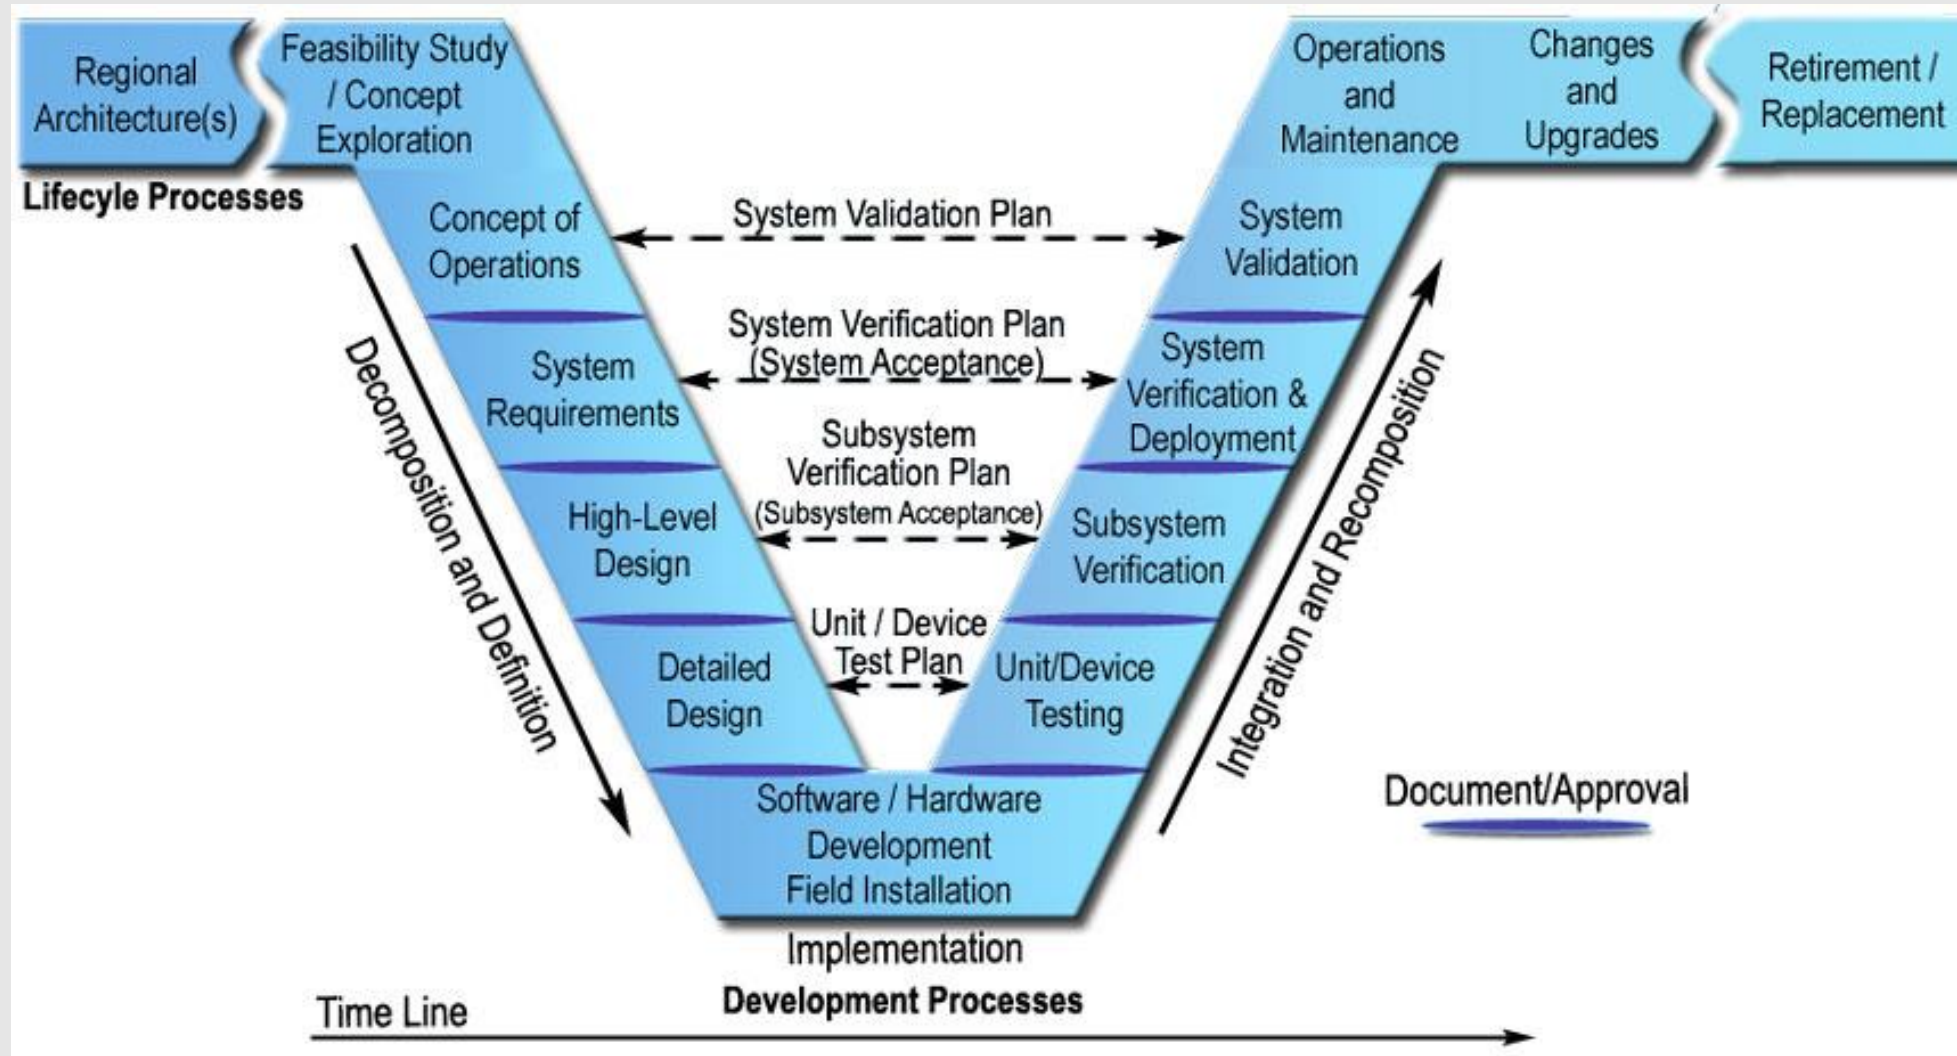 Regional
Architecture(s)
Feasibility Study
/ Concept
Exploration
Operations
and
Maintenance
Changes
and
Upgrades
Retirement /
Replacement
Lifecyle Processes
Concept of
Operations
System Validation Plan
System
Validation
System
Requirements
System Verification Plan
(System Acceptance)
System
Verification &
Deployment
High-Level
Design
Subsystem
Verification Plan
(Subsystem Acceptance)
Subsystem
Verification
Detailed
Design
Unit / Device
Test Plan
Unit/Device
Testing
Decomposition and Definition
Integration and Recomposition
Software / Hardware
Development
Field Installation
Document/Approval
Implementation
Development Processes
Time Line